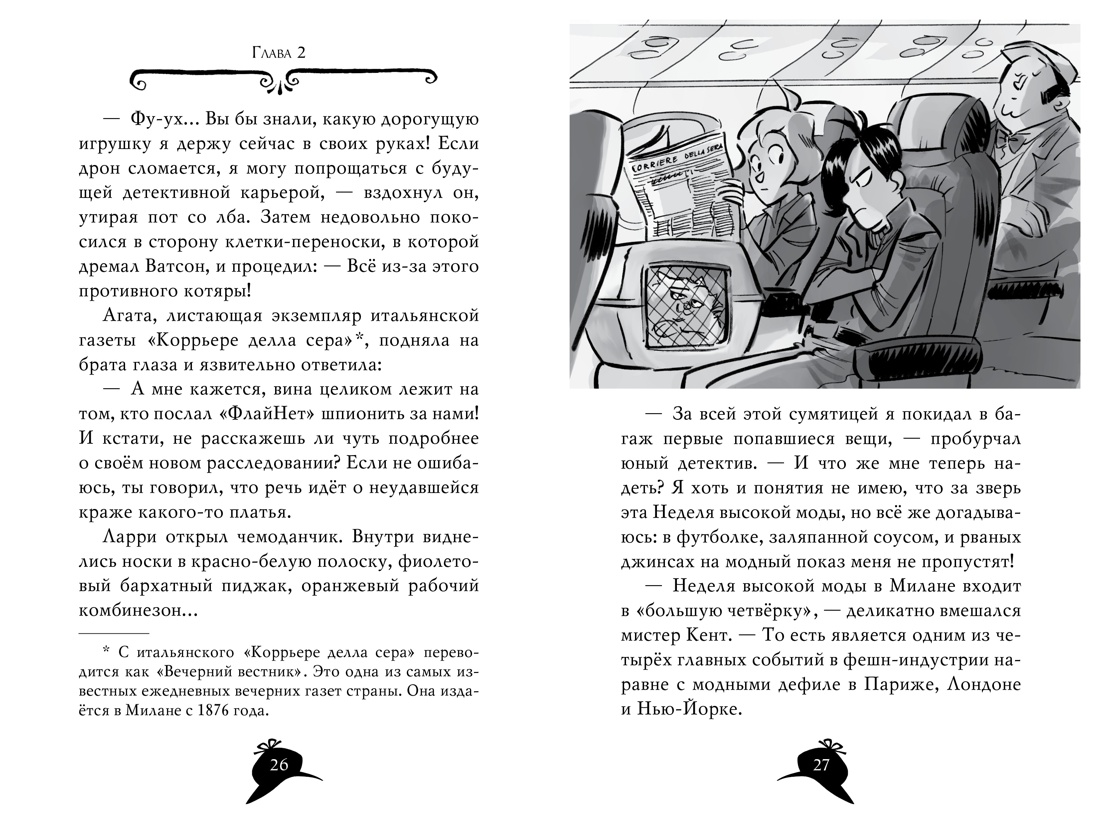 Глава 2
— Фу-ух... Вы бы знали, какую дорогущую
игрушку я держу сейчас в своих руках! Если
дрон сломается, я могу попрощаться с буду-
щей детективной карьерой, — вздохнул он,
утирая пот со лба. Затем недовольно поко-
сился в сторону клетки-переноски, в которой
дремал Ватсон, и процедил: — Всё из-за этого
противного котяры!
Агата, листающая экземпляр итальянской
газеты «Коррьере делла сера»*, подняла на
брата глаза и язвительно ответила:
— А мне кажется, вина целиком лежит на
том, кто послал «ФлайНет» шпионить за нами!
И кстати, не расскажешь ли чуть подробнее
о своём новом расследовании? Если не ошиба-
юсь, ты говорил, что речь идёт о неудавшейся
краже какого-то платья.
Ларри открыл чемоданчик. Внутри видне-
лись носки в красно-белую полоску, фиолето-
вый бархатный пиджак, оранжевый рабочий
комбинезон...
* С итальянского «Коррьере делла сера» перево-
дится как «Вечерний вестник». Это одна из самых из-
вестных ежедневных вечерних газет страны. Она изда-
ётся в Милане с 1876 года.
26
CORRIERE DELLA SERA
— За всей этой сумятицей я покидал в ба-
гаж первые попавшиеся вещи, — пробурчал
юный детектив. — И что же мне теперь на-
деть? Я хоть и понятия не имею, что за зверь
эта Неделя высокой моды, но всё же догадыва-
юсь: в футболке, заляпанной соусом, и рваных
джинсах на модный показ меня не пропустят!
— Неделя высокой моды в Милане входит
в «большую четвёрку», — деликатно вмешался
мистер Кент. — То есть является одним из че-
тырёх главных событий в фешн-индустрии на-
равне с модными дефиле в Париже, Лондоне
и Нью-Йорке.
27